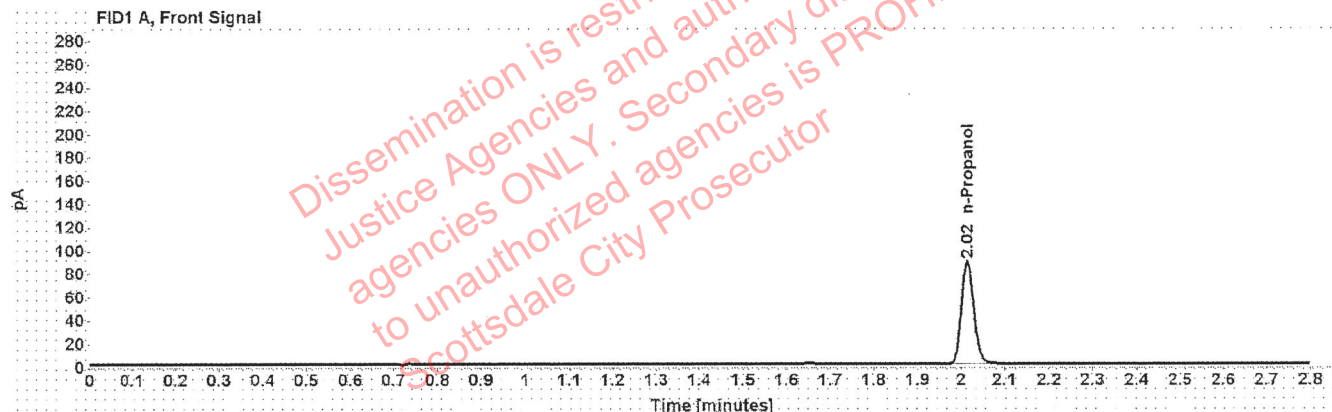 FID1 A, Front Signal
280
260
240
220
200
180
160
140
120
100
80
60
40
20
0
pA
2.02 n-Propanol
0 0.1 0.2 0.3 0.4 0.5 0.6 0.7 0.8 0.9 1 1.1 1.2 1.3 1.4 1.5 1.6 1.7 1.8 1.9 2 2.1 2.2 2.3 2.4 2.5 2.6 2.7 2.8
Time [minutes]
Dissemination is
Justice Agencies and
agencies ONLY. Secondary
to unauthorized agencies is
Scottsdale City Prosecutor